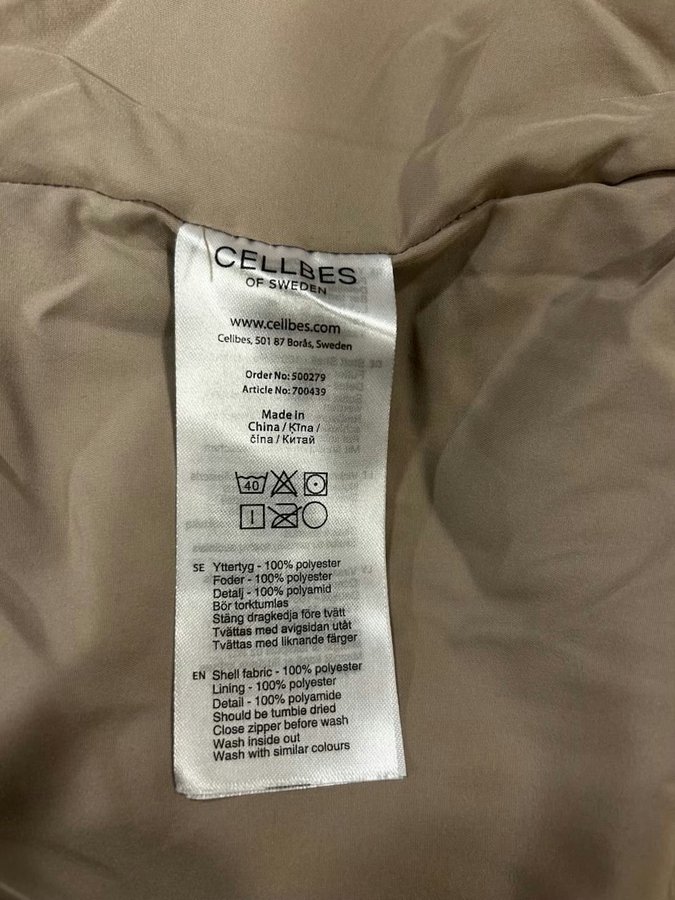 CELLBES
OF SWEDEN
www.cellbes.com
Cellbes, 501 87 Borås, Sweden
Order No: 500279
Article No: 700439
Made in
China / Ķīna /
čína / Китай
40
SE Yttertyg - 100% polyester
Foder - 100% polyester
Detalj - 100% polyamid
Bör torktumlas
Stäng dragkedja före tvätt
Tvättas med avigsidan utåt
Tvättas med liknande färger
EN Shell fabric - 100% polyester
Lining - 100% polyester
Detail - 100% polyamide
Should be tumble dried
Close zipper before wash
Wash inside out
Wash with similar colours